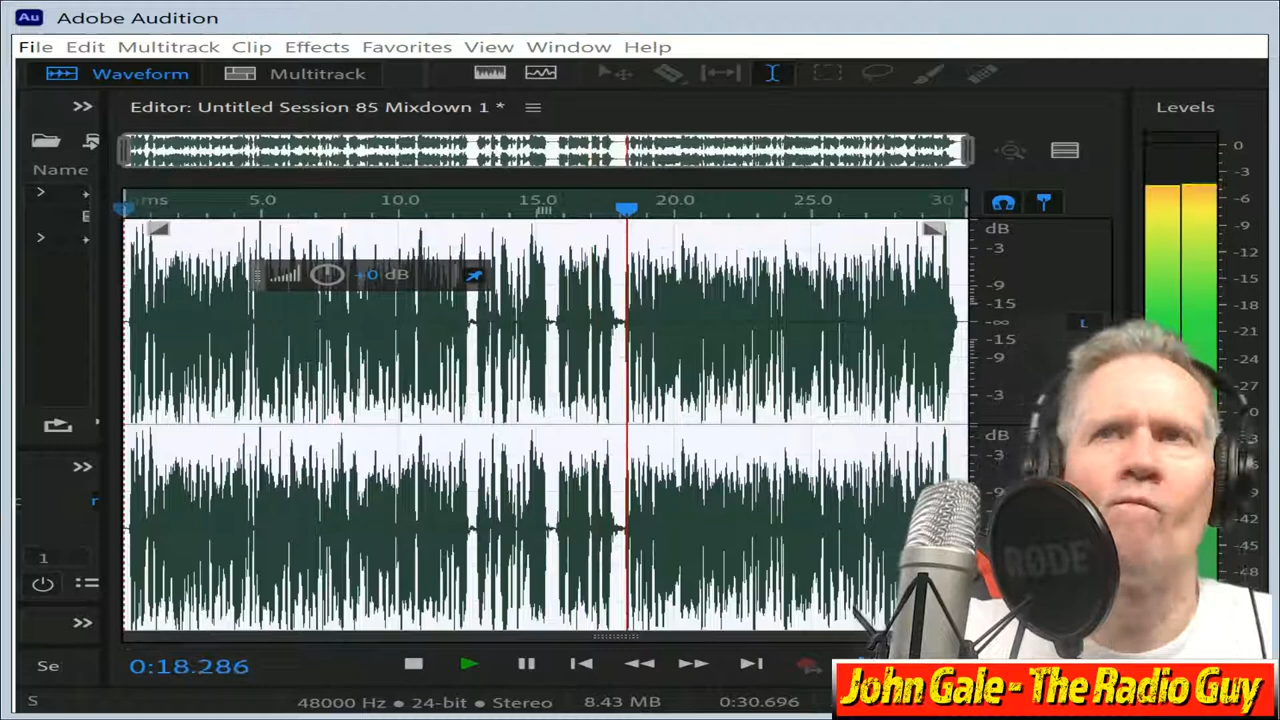 Au Adobe Audition
File Edit Multitrack Clip Effects Favorites View Window Help
Waveform Multitrack
Editor: Untitled Session 85 Mixdown 1 *
Levels
Name
hms 5.0 10.0 15.0 20.0 25.0 30
+0 dB
dB
-3
-9
-15
-∞
-15
-9
-3
L
dB
-3
-9
0
-3
-6
-9
-12
-15
-18
-21
-24
-27
-42
-45
-48
1
RØDE
Se
0:18.286
S
48000 Hz ● 24-bit ● Stereo 8.43 MB 0:30.696
John Gale - The Radio Guy